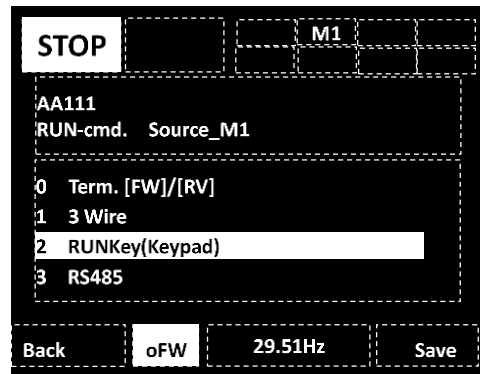 STOP
M1
AA111
RUN-cmd. Source_M1
0 Term. [FW]/[RV]
1 3 Wire
2 RUNKey(Keypad)
3 RS485
Back oFW 29.51Hz Save